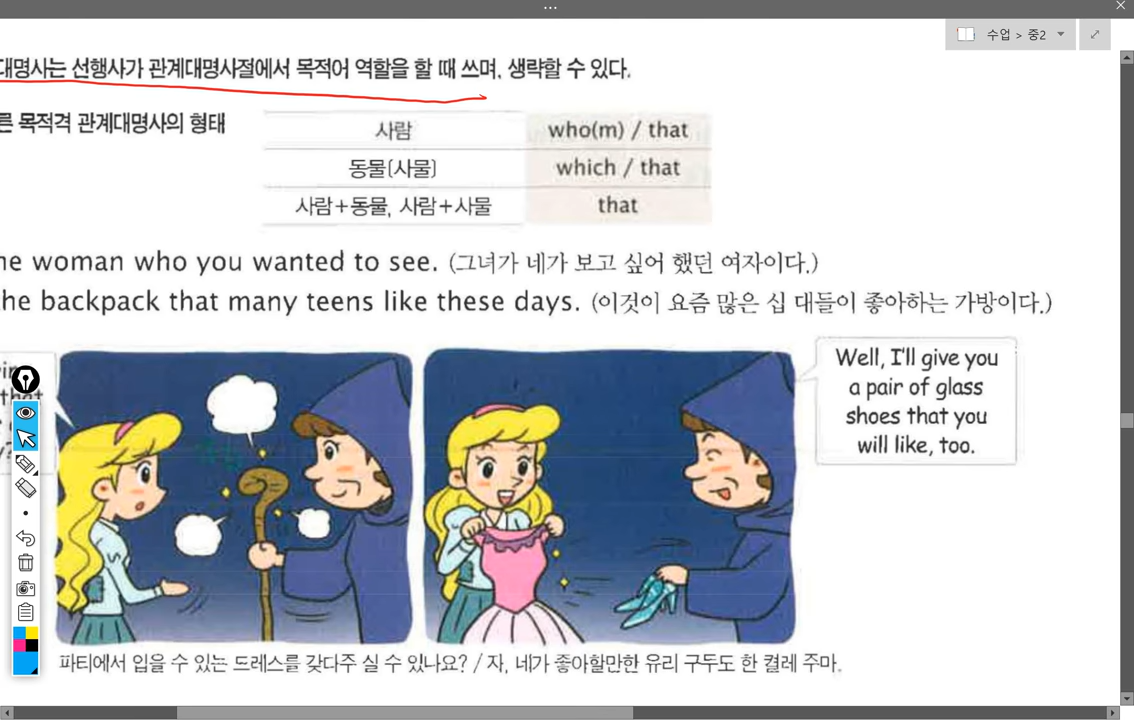 수업 > 중2
대명사는 선행사가 관계대명사절에서 목적어 역할을 할 때 쓰며, 생략할 수 있다.
른 목적격 관계대명사의 형태
사람 who(m) / that
동물(사물) which / that
사람+동물, 사람+사물 that
woman who you wanted to see. (그녀가 네가 보고 싶어 했던 여자이다.)
the backpack that many teens like these days. (이것이 요즘 많은 십 대들이 좋아하는 가방이다.)
Well, I'll give you
a pair of glass
shoes that you
will like, too.
파티에서 입을 수 있는 드레스를 갖다주 실 수 있나요? / 자, 네가 좋아할만한 유리 구두도 한 켤레 주마.